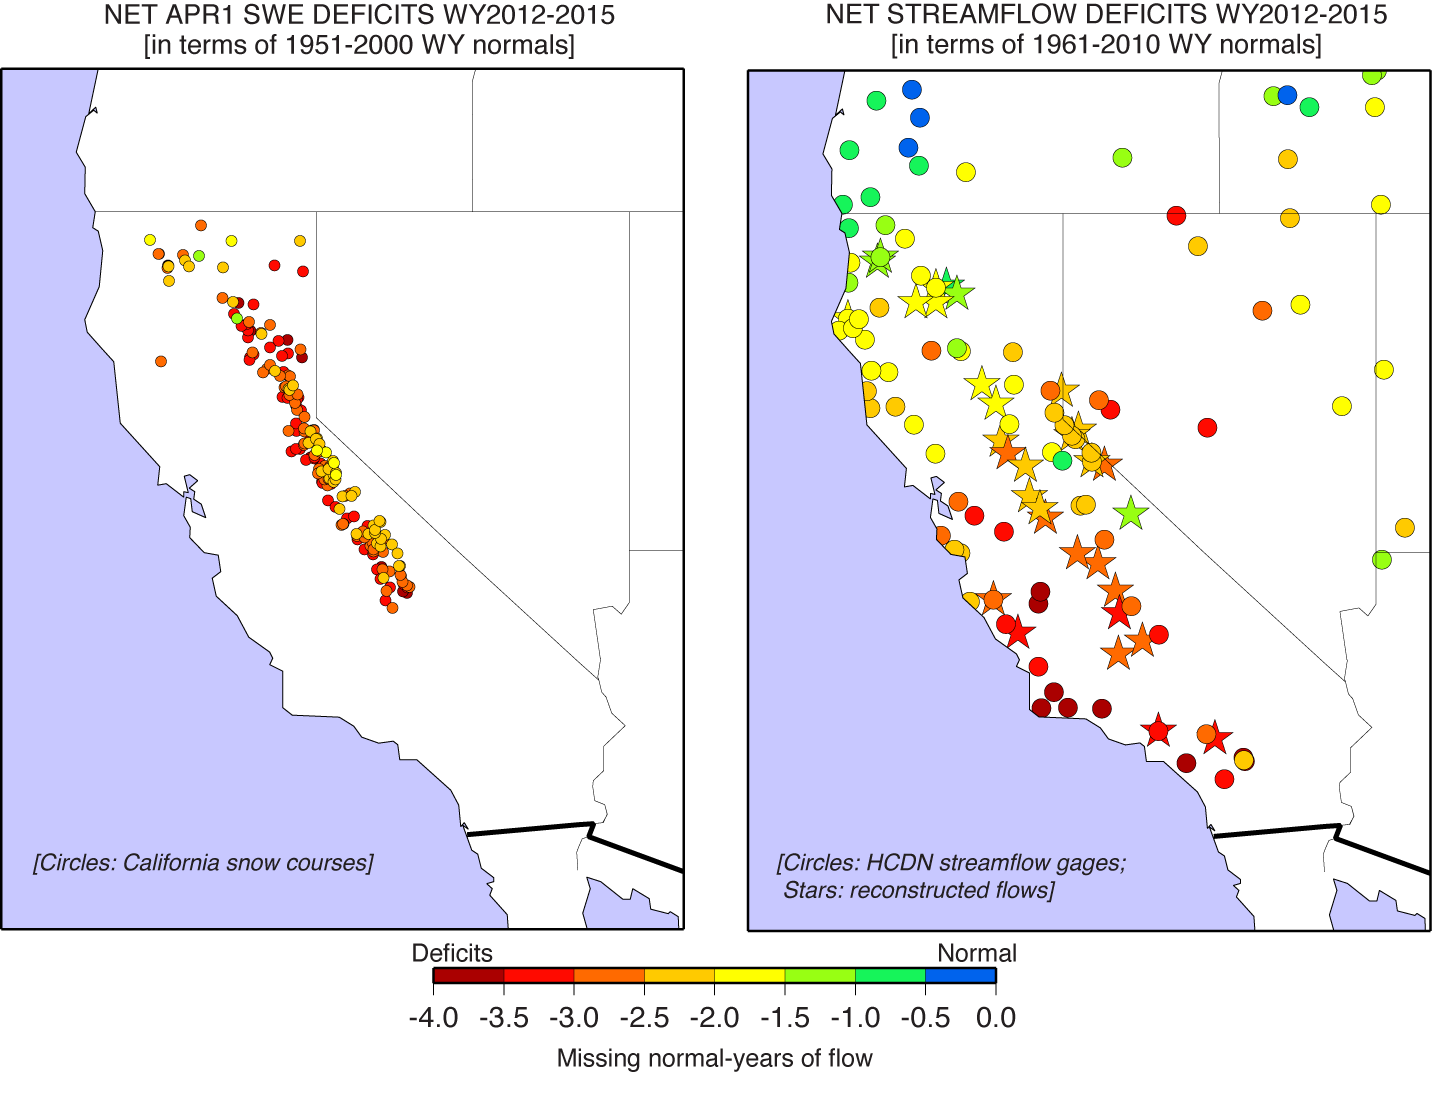 NET APR1 SWE DEFICITS WY2012-2015
[in terms of 1951-2000 WY normals]
NET STREAMFLOW DEFICITS WY2012-2015
[in terms of 1961-2010 WY normals]
[Circles: California snow courses]
[Circles: HCDN streamflow gages;
Stars: reconstructed flows]
Deficits Normal
-4.0 -3.5 -3.0 -2.5 -2.0 -1.5 -1.0 -0.5 0.0
Missing normal-years of flow